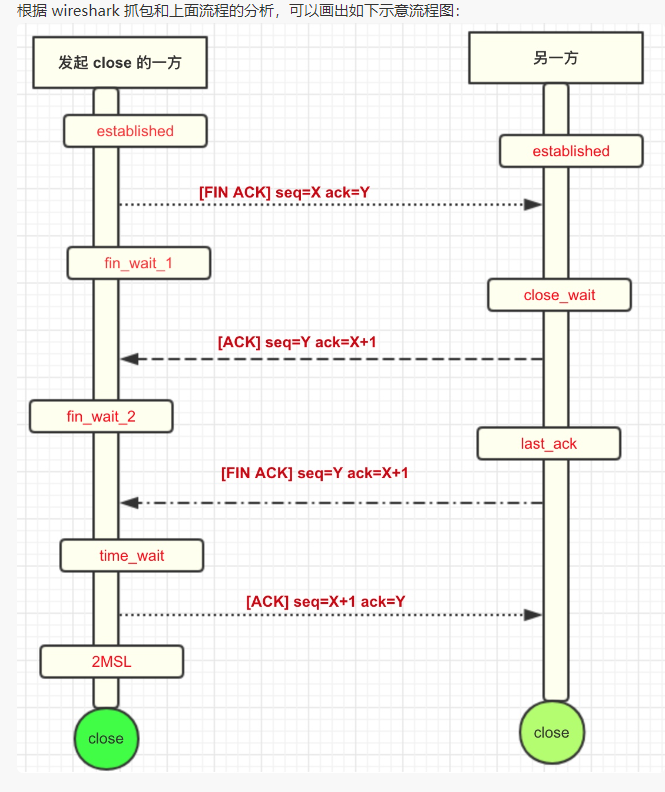 根据 wireshark 抓包和上面流程的分析，可以画出如下示意流程图：
发起 close 的一方
另一方
established
established
[FIN ACK] seq=X ack=Y
fin_wait_1
close_wait
[ACK] seq=Y ack=X+1
fin_wait_2
last_ack
[FIN ACK] seq=Y ack=X+1
time_wait
[ACK] seq=X+1 ack=Y
2MSL
close
close